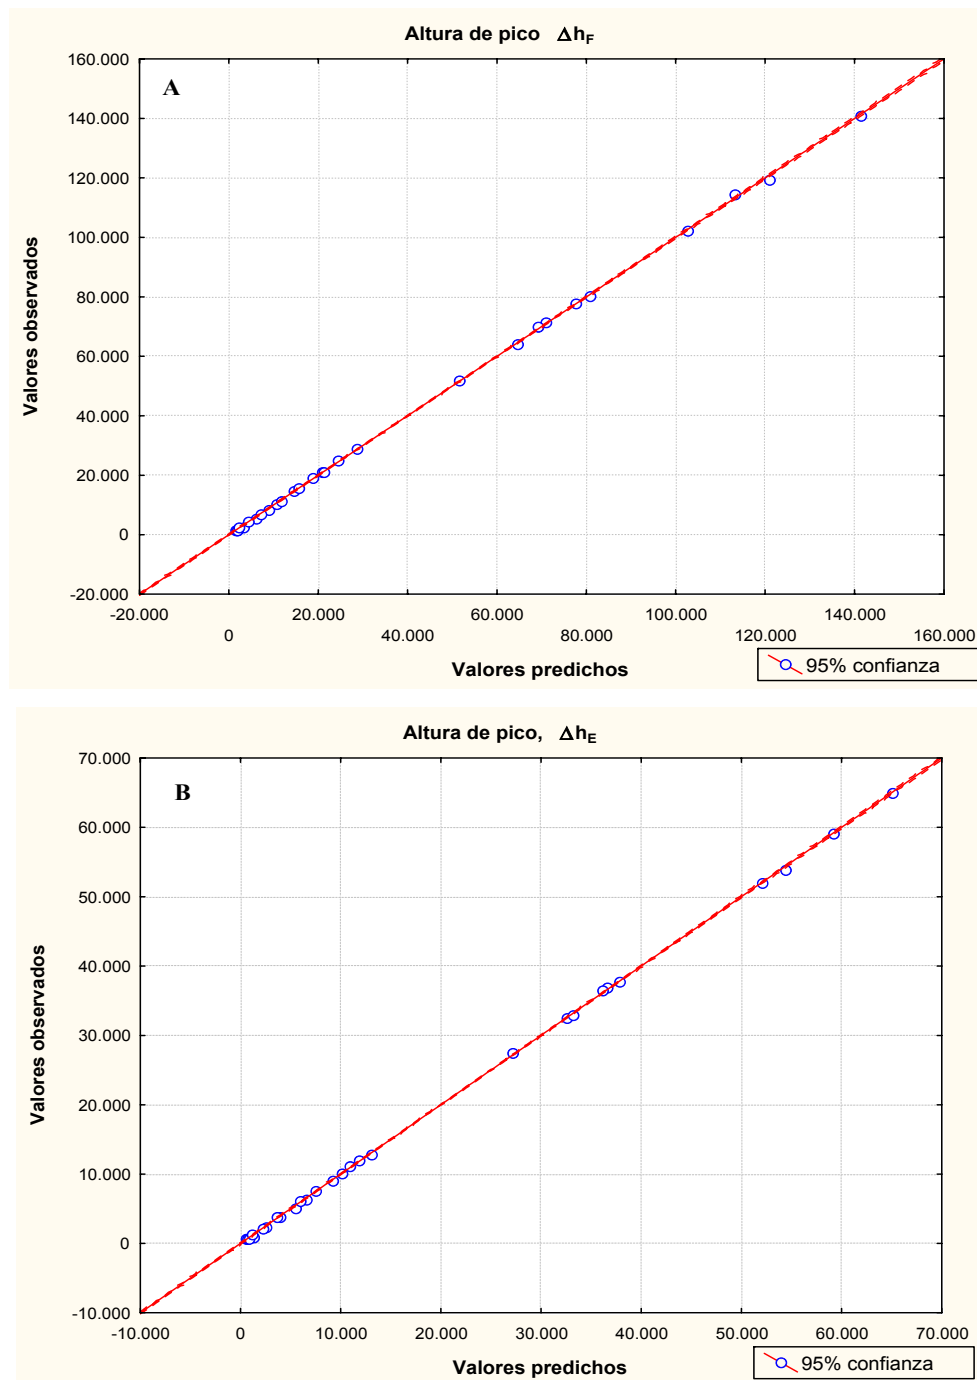 Altura de pico ΔhF
A
160.000
140.000
120.000
100.000
80.000
60.000
40.000
20.000
0
-20.000
Valores observados
-20.000 20.000 60.000 100.000 140.000
0 40.000 80.000 120.000 160.000
Valores predichos
95% confianza
Altura de pico, ΔhE
B
70.000
60.000
50.000
40.000
30.000
20.000
10.000
0
-10.000
Valores observados
-10.000 0 10.000 20.000 30.000 40.000 50.000 60.000 70.000
Valores predichos
95% confianza